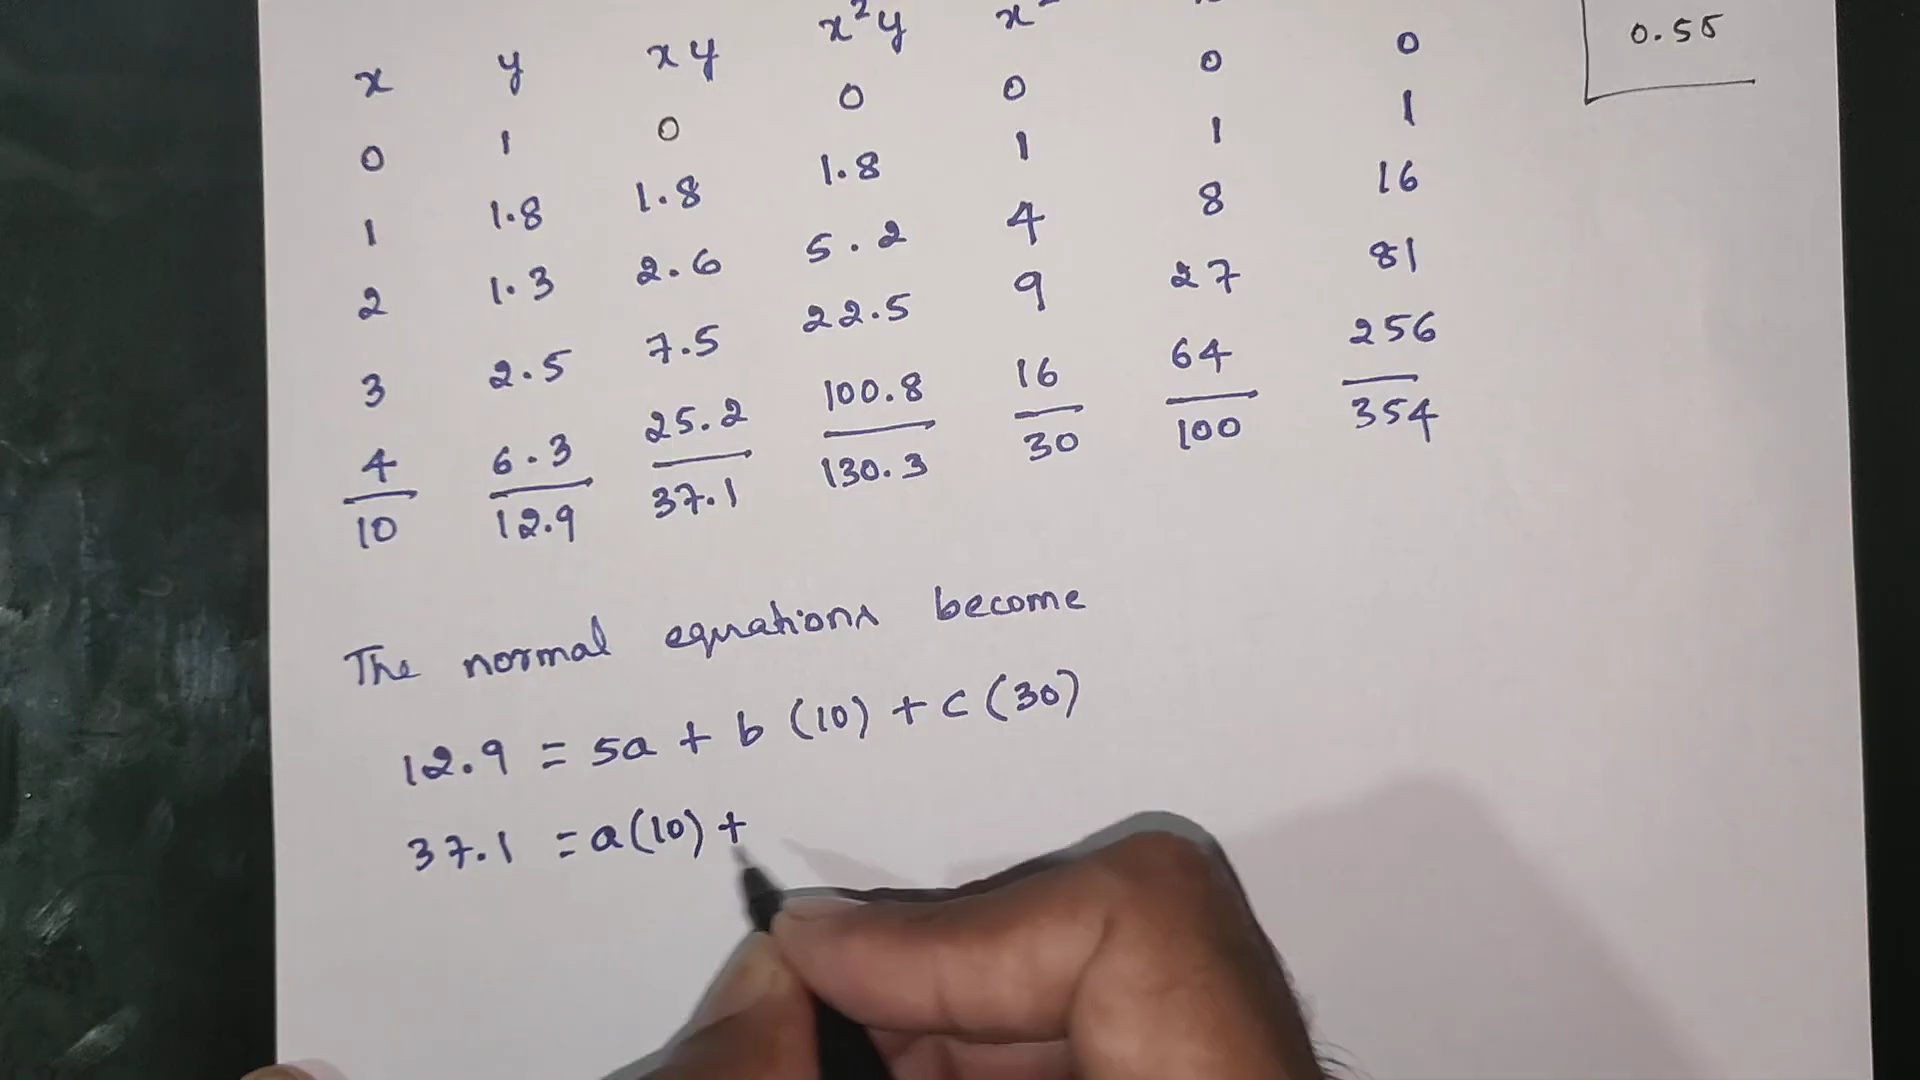 x y xy x²y x
0.55
0 1 0 0 0 0 0
1 1.8 1.8 1.8 1 1 1
2 1.3 2.6 5.2 4 8 16
3 2.5 7.5 22.5 9 27 81
4 6.3 25.2 100.8 16 64 256
10 12.9 37.1 130.3 30 100 354
The normal equations become
12.9 = 5a + b (10) + c (30)
37.1 = a(10) +